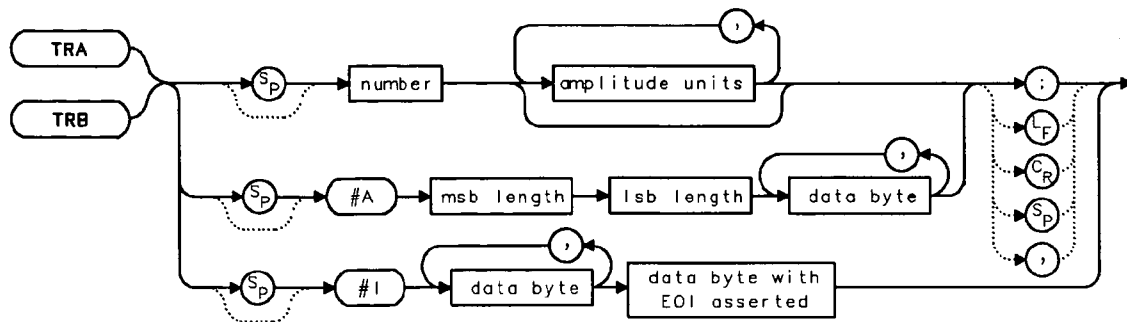 ,
TRA
SP number amplitude units ;
TRB
LF
,
CR
SP #A msb length lsb length data byte
SP
,
,
SP #I data byte data byte with
EOI asserted